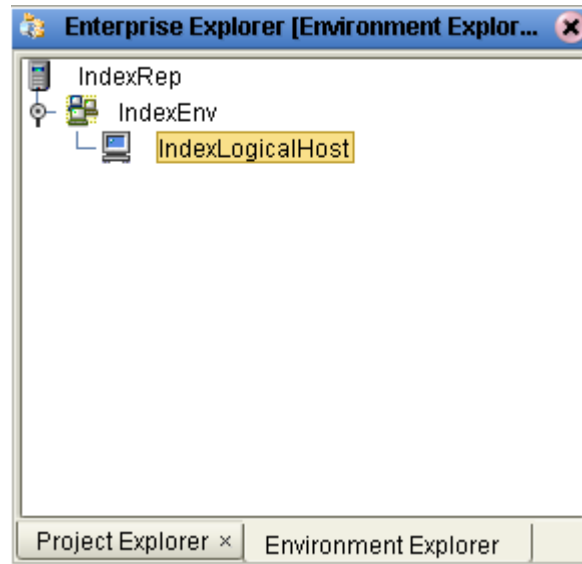 Enterprise Explorer [Environment Explor...
IndexRep
IndexEnv
IndexLogicalHost
Project Explorer × Environment Explorer